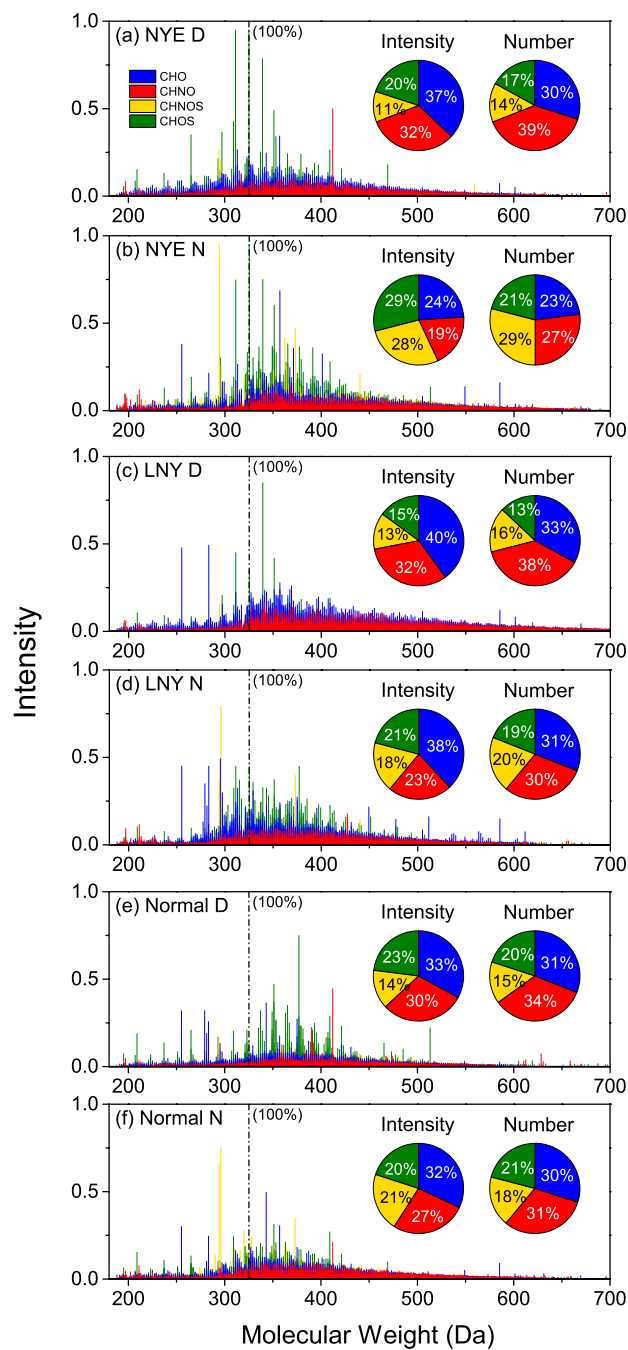 (a) NYE D
(100%)
Intensity
Number
CHO
CHNO
CHNOS
CHOS
20%
37%
11%
32%
17%
30%
14%
39%
1.0
0.5
0.0
200 300 400 500 600 700
(b) NYE N
(100%)
Intensity
Number
29%
24%
28%
19%
21%
23%
29%
27%
1.0
0.5
0.0
200 300 400 500 600 700
(c) LNY D
(100%)
Intensity
Number
15%
40%
13%
32%
13%
33%
16%
38%
1.0
0.5
0.0
200 300 400 500 600 700
(d) LNY N
(100%)
Intensity
Number
21%
38%
18%
23%
19%
31%
20%
30%
1.0
0.5
0.0
200 300 400 500 600 700
(e) Normal D
(100%)
Intensity
Number
23%
33%
14%
30%
20%
31%
15%
34%
1.0
0.5
0.0
200 300 400 500 600 700
(f) Normal N
(100%)
Intensity
Number
20%
32%
21%
27%
21%
30%
18%
31%
1.0
0.5
0.0
200 300 400 500 600 700
Intensity
Molecular Weight (Da)